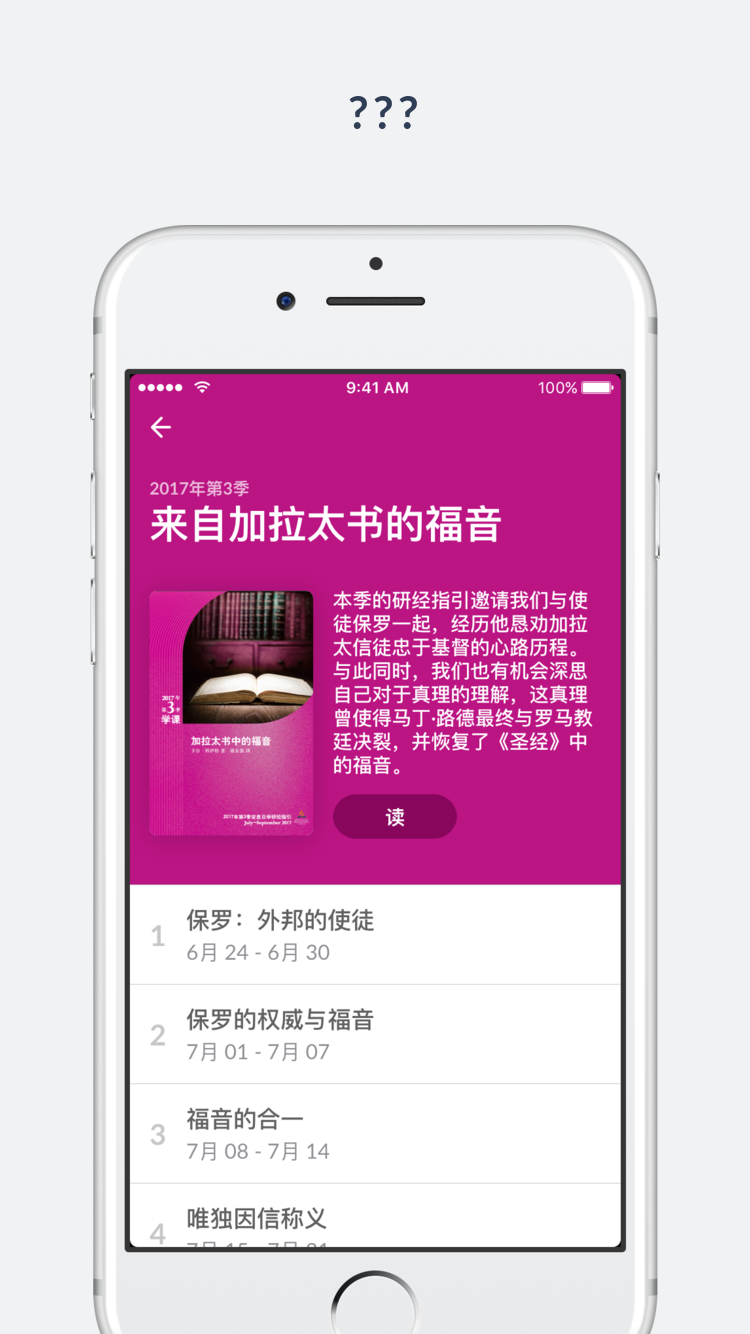 ???
9:41 AM
100%
2017年第3季
来自加拉太书的福音
2017年
第3季
学课
加拉太书中的福音
2017年第3季安息日学研经指引
July–September 2017
本季的研经指引邀请我们与使
徒保罗一起，经历他恳劝加拉
太信徒忠于基督的心路历程。
与此同时，我们也有机会深思
自己对于真理的理解，这真理
曾使得马丁·路德最终与罗马教
廷决裂，并恢复了《圣经》中
的福音。
读
1
保罗：外邦的使徒
6月 24 - 6月 30
2
保罗的权威与福音
7月 01 - 7月 07
3
福音的合一
7月 08 - 7月 14
4
唯独因信称义